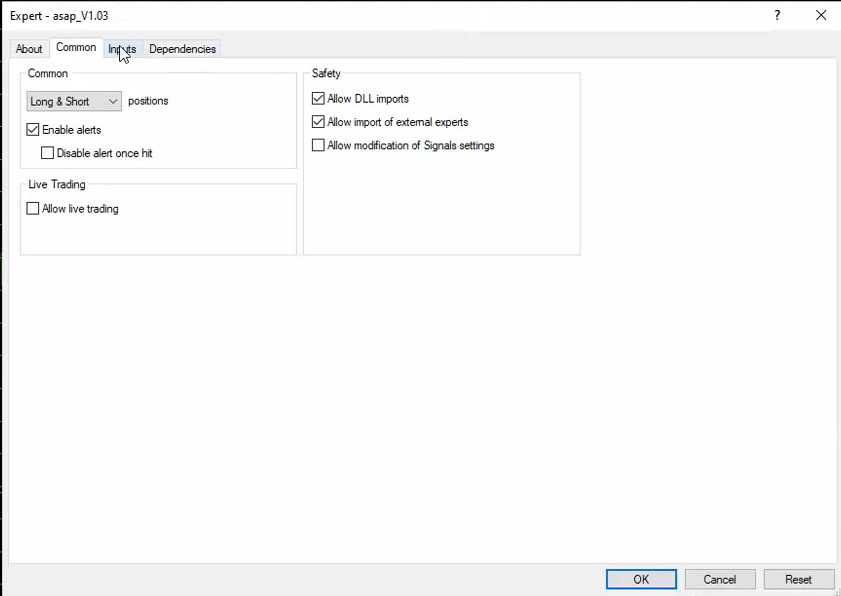 Expert - asap_V1.03
?
About Common Inputs Dependencies
Common
Long & Short positions
Enable alerts
Disable alert once hit
Live Trading
Allow live trading
Safety
Allow DLL imports
Allow import of external experts
Allow modification of Signals settings
OK Cancel Reset